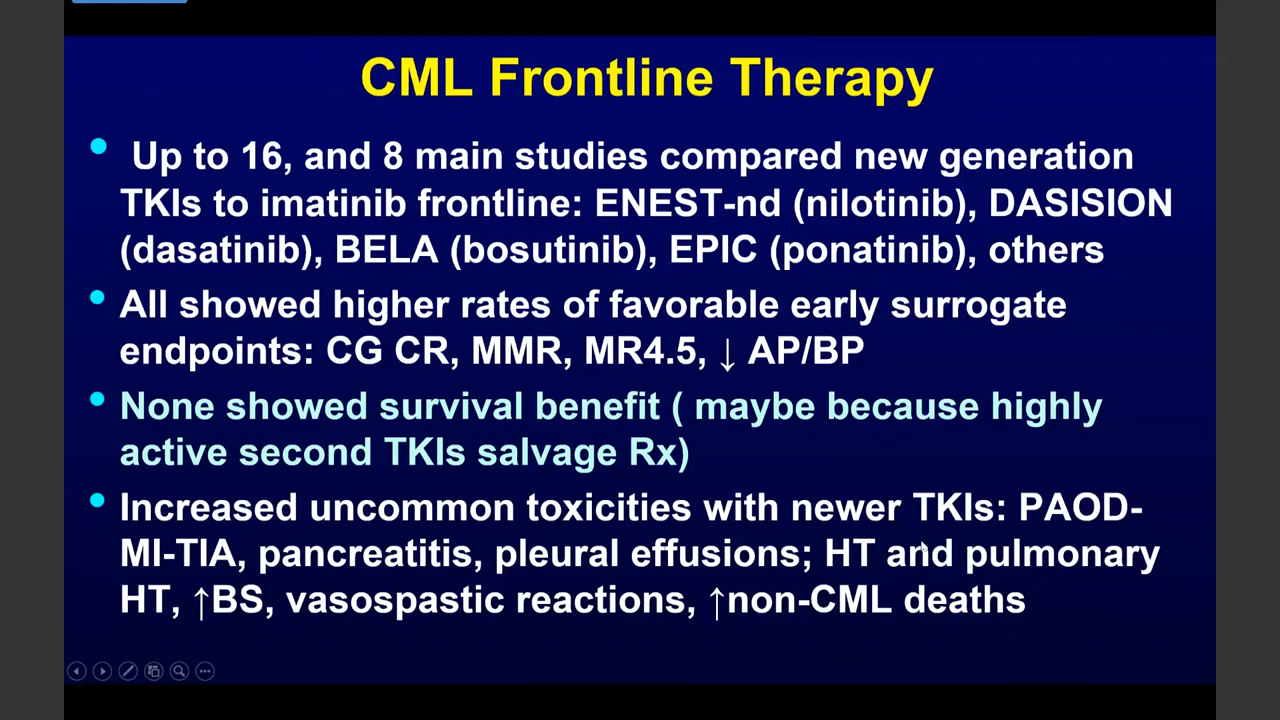 CML Frontline Therapy
• Up to 16, and 8 main studies compared new generation
TKIs to imatinib frontline: ENEST-nd (nilotinib), DASISION
(dasatinib), BELA (bosutinib), EPIC (ponatinib), others
• All showed higher rates of favorable early surrogate
endpoints: CG CR, MMR, MR4.5, ↓ AP/BP
• None showed survival benefit ( maybe because highly
active second TKIs salvage Rx)
• Increased uncommon toxicities with newer TKIs: PAOD-
MI-TIA, pancreatitis, pleural effusions; HT and pulmonary
HT, ↑BS, vasospastic reactions, ↑non-CML deaths